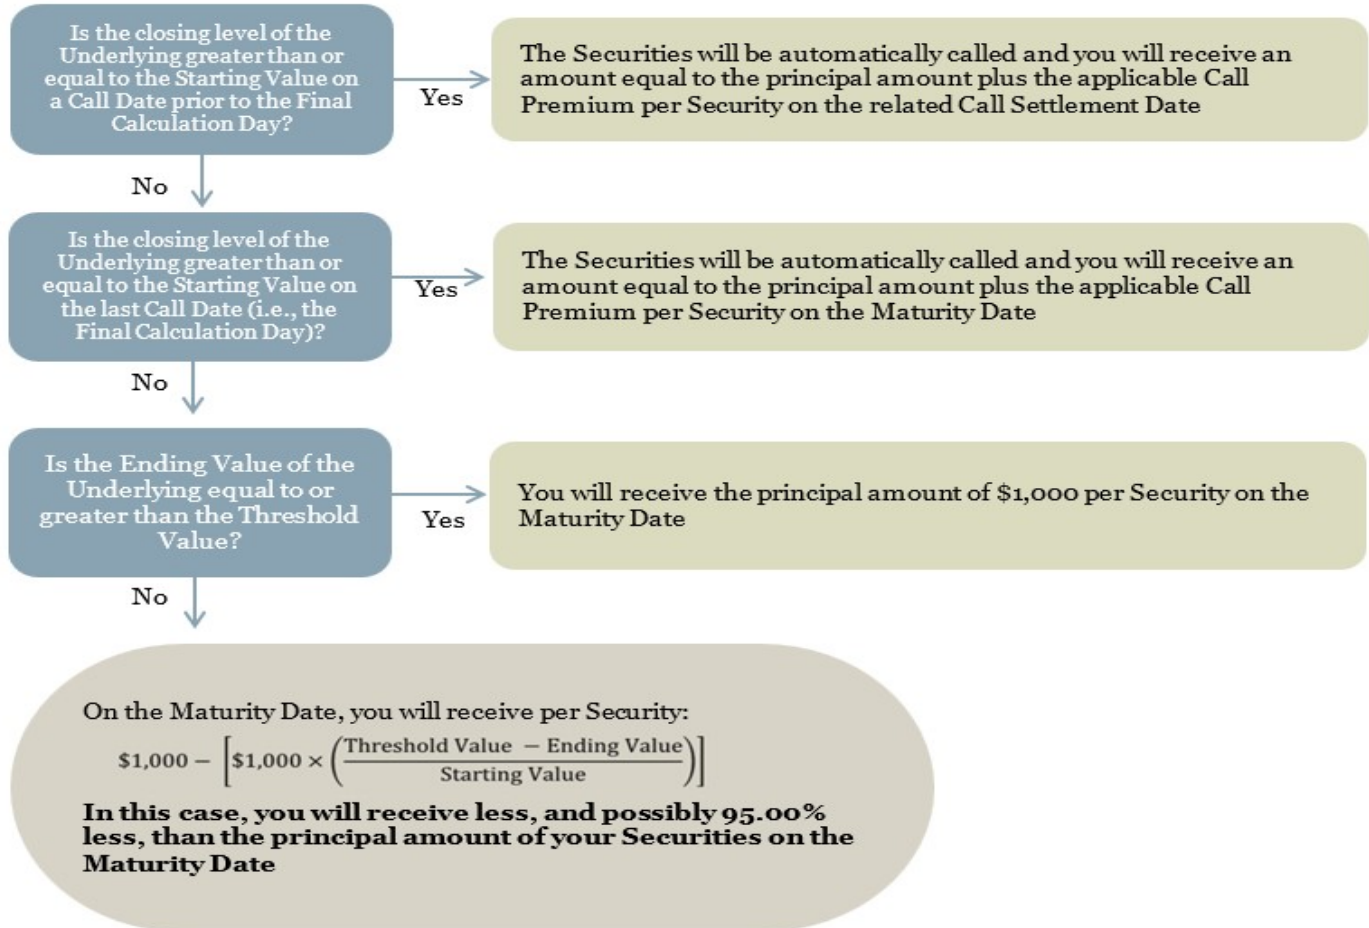 Is the closing level of the
Underlying greater than or
equal to the Starting Value on
a Call Date prior to the Final
Calculation Day?
Yes
The Securities will be automatically called and you will receive an
amount equal to the principal amount plus the applicable Call
Premium per Security on the related Call Settlement Date
No
Is the closing level of the
Underlying greater than or
equal to the Starting Value on
the last Call Date (i.e., the
Final Calculation Day)?
Yes
The Securities will be automatically called and you will receive an
amount equal to the principal amount plus the applicable Call
Premium per Security on the Maturity Date
No
Is the Ending Value of the
Underlying equal to or
greater than the Threshold
Value?
Yes
You will receive the principal amount of $1,000 per Security on the
Maturity Date
No
On the Maturity Date, you will receive per Security:
$1,000 − [$1,000 × (Threshold Value − Ending Value
Starting Value)]
In this case, you will receive less, and possibly 95.00%
less, than the principal amount of your Securities on the
Maturity Date